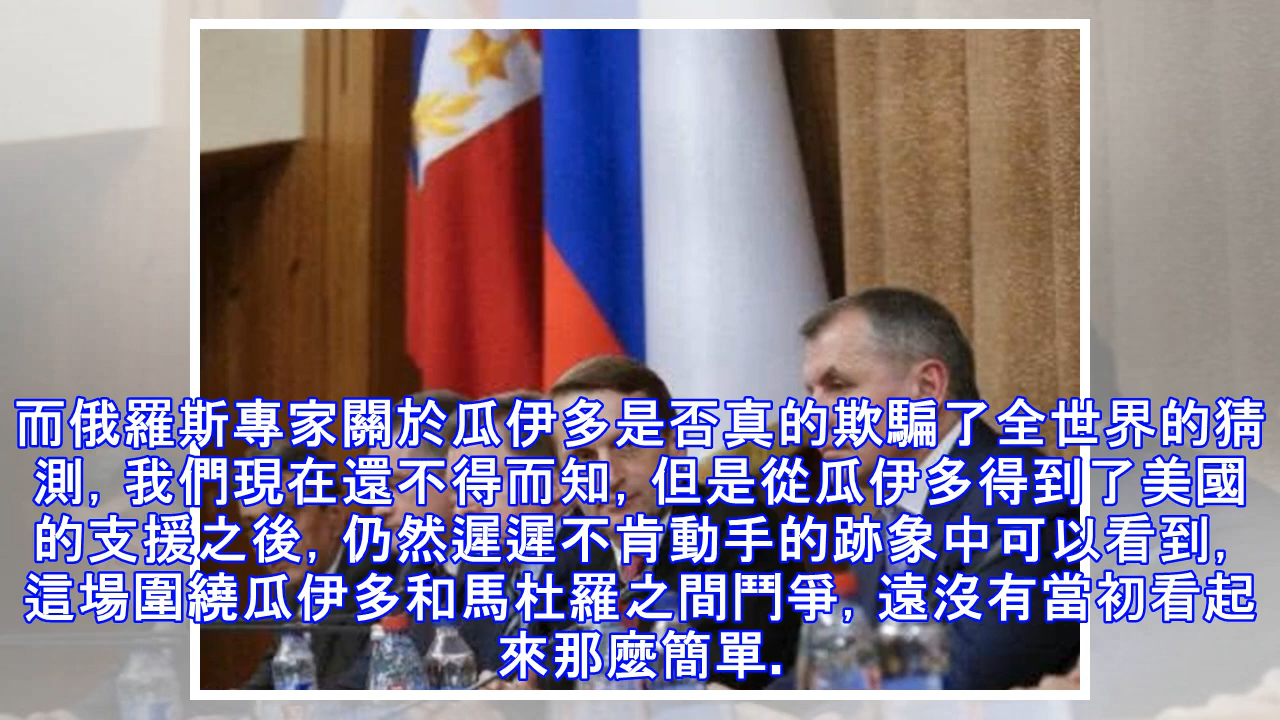 而俄羅斯專家關於瓜伊多是否真的欺騙了全世界的猜
測, 我們現在還不得而知, 但是從瓜伊多得到了美國
的支援之後, 仍然遲遲不肯動手的跡象中可以看到,
這場圍繞瓜伊多和馬杜羅之間鬥爭, 遠沒有當初看起
來那麼簡單.